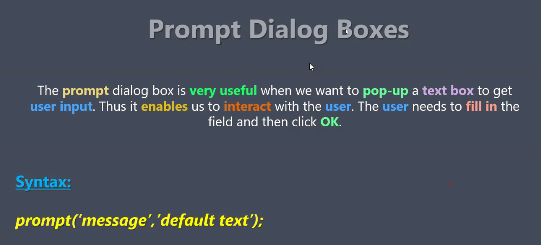 Prompt Dialog Boxes
The prompt dialog box is very useful when we want to pop-up a text box to get
user input. Thus it enables us to interact with the user. The user needs to fill in the
field and then click OK.
Syntax:
prompt('message','default text');